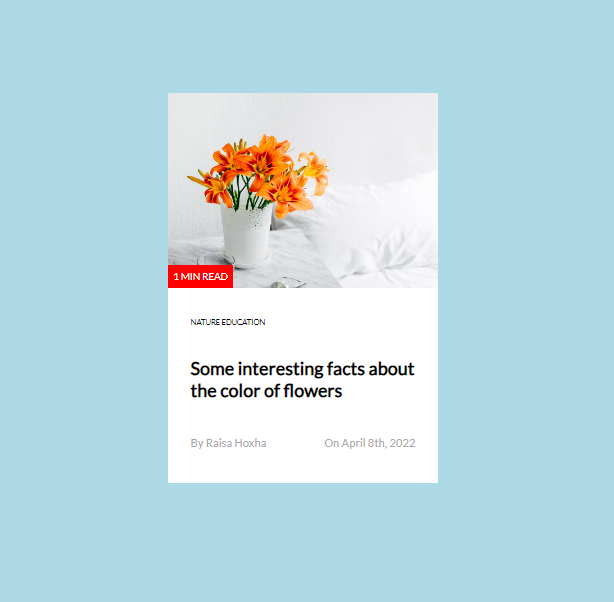 1 MIN READ
NATURE EDUCATION
Some interesting facts about
the color of flowers
By Raisa Hoxha On April 8th, 2022